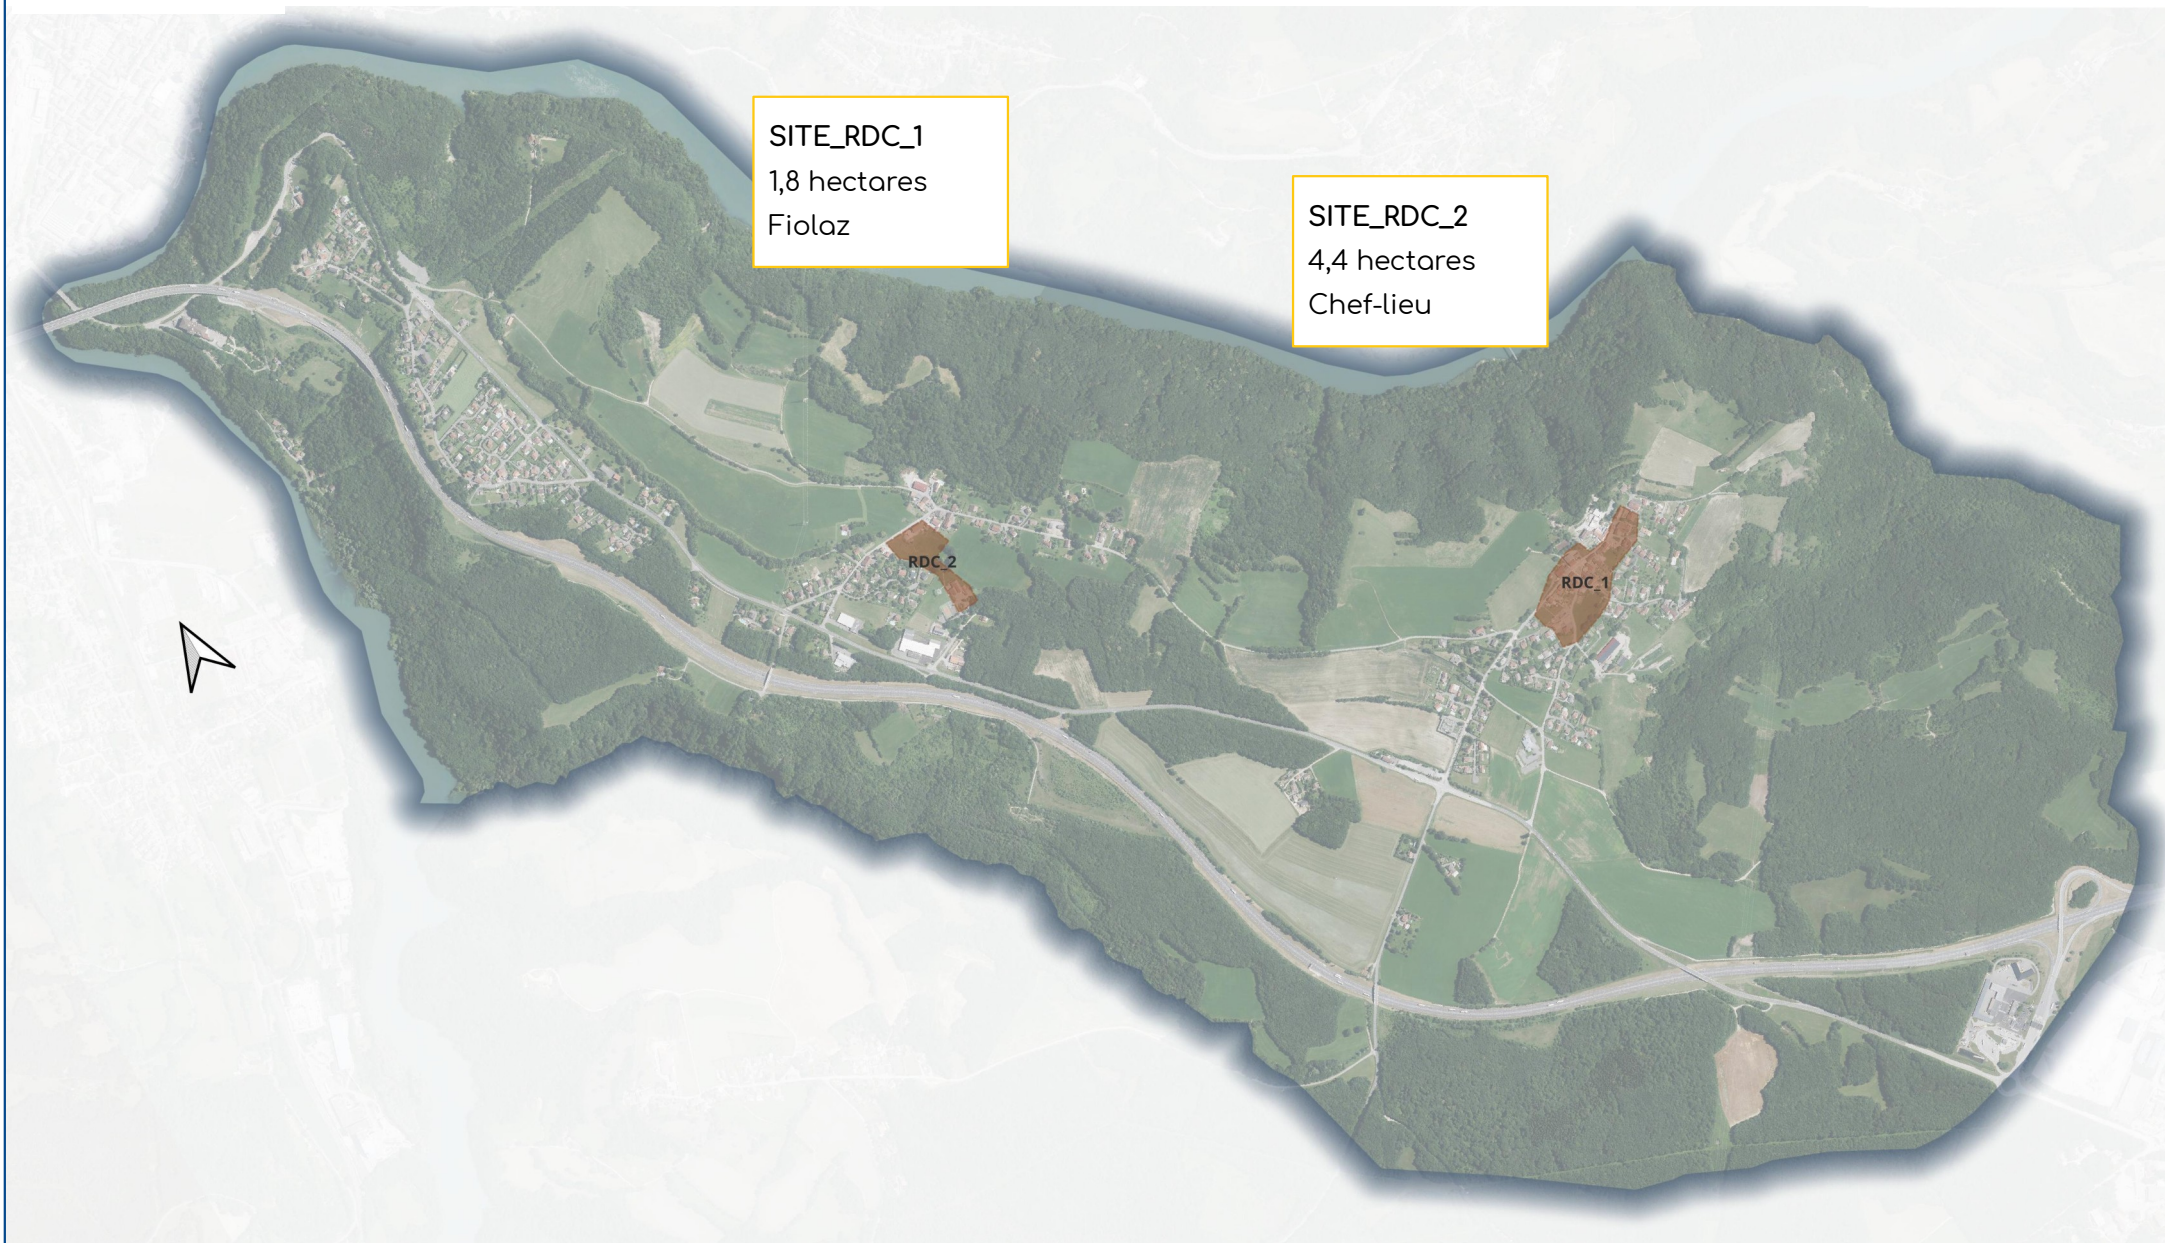 SITE_RDC_1
1,8 hectares
Fiolaz
SITE_RDC_2
4,4 hectares
Chef-lieu
RDC_2
RDC_1